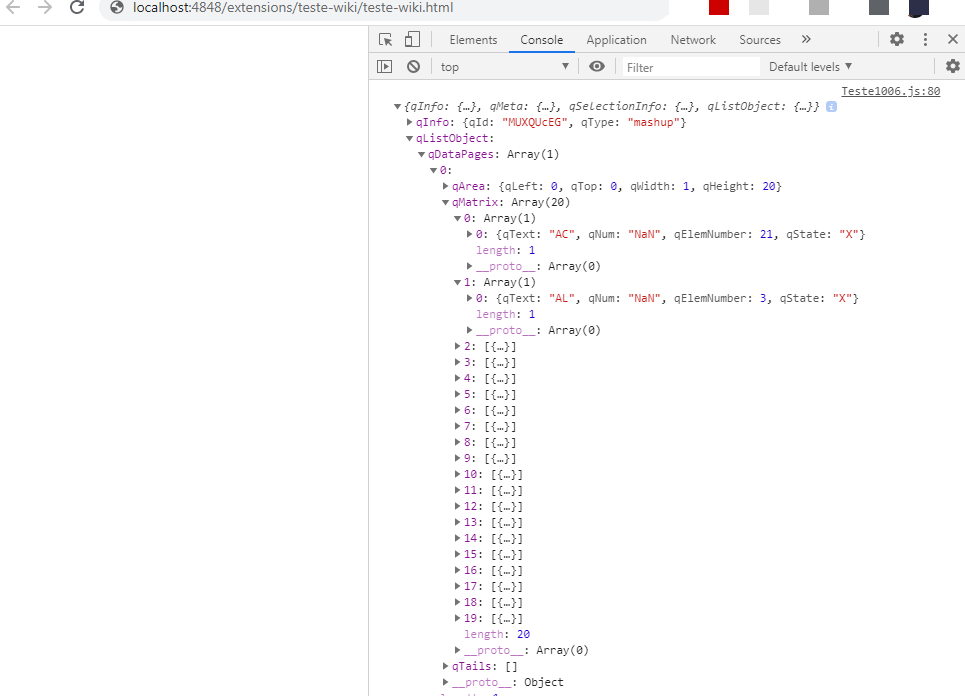 localhost:4848/extensions/teste-wiki/teste-wiki.html
Elements Console Application Network Sources »
top Filter Default levels
Teste1006.js:80
{qInfo: {…}, qMeta: {…}, qSelectionInfo: {…}, qListObject: {…}} i
qInfo: {qId: "MUXQUcEG", qType: "mashup"}
qListObject:
qDataPages: Array(1)
0:
qArea: {qLeft: 0, qTop: 0, qWidth: 1, qHeight: 20}
qMatrix: Array(20)
0: Array(1)
0: {qText: "AC", qNum: "NaN", qElemNumber: 21, qState: "X"}
length: 1
__proto__: Array(0)
1: Array(1)
0: {qText: "AL", qNum: "NaN", qElemNumber: 3, qState: "X"}
length: 1
__proto__: Array(0)
2: [{…}]
3: [{…}]
4: [{…}]
5: [{…}]
6: [{…}]
7: [{…}]
8: [{…}]
9: [{…}]
10: [{…}]
11: [{…}]
12: [{…}]
13: [{…}]
14: [{…}]
15: [{…}]
16: [{…}]
17: [{…}]
18: [{…}]
19: [{…}]
length: 20
__proto__: Array(0)
qTails: []
__proto__: Object